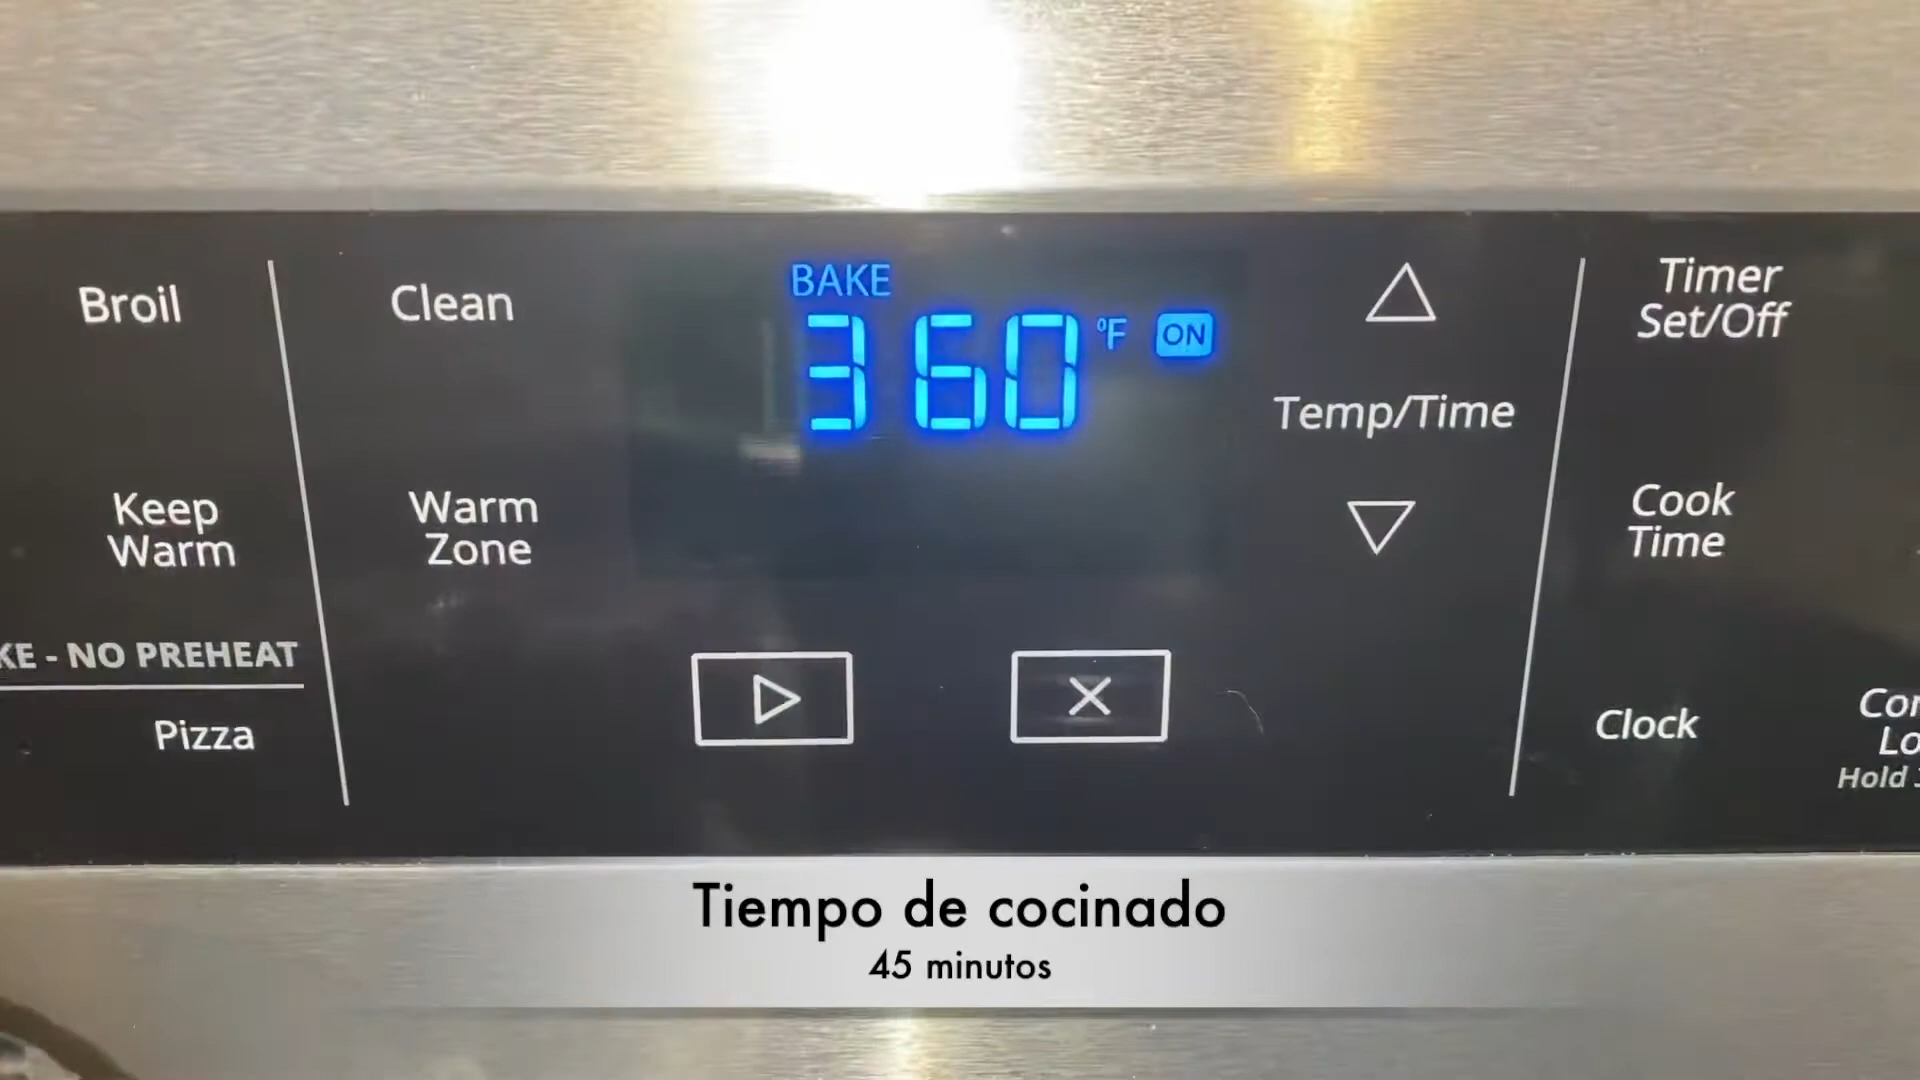 Broil
Clean
BAKE
360 °F ON
Timer
Set/Off
Temp/Time
Keep
Warm
Warm
Zone
Cook
Time
- NO PREHEAT
Pizza
Clock
Hold
Tiempo de cocinado
45 minutos